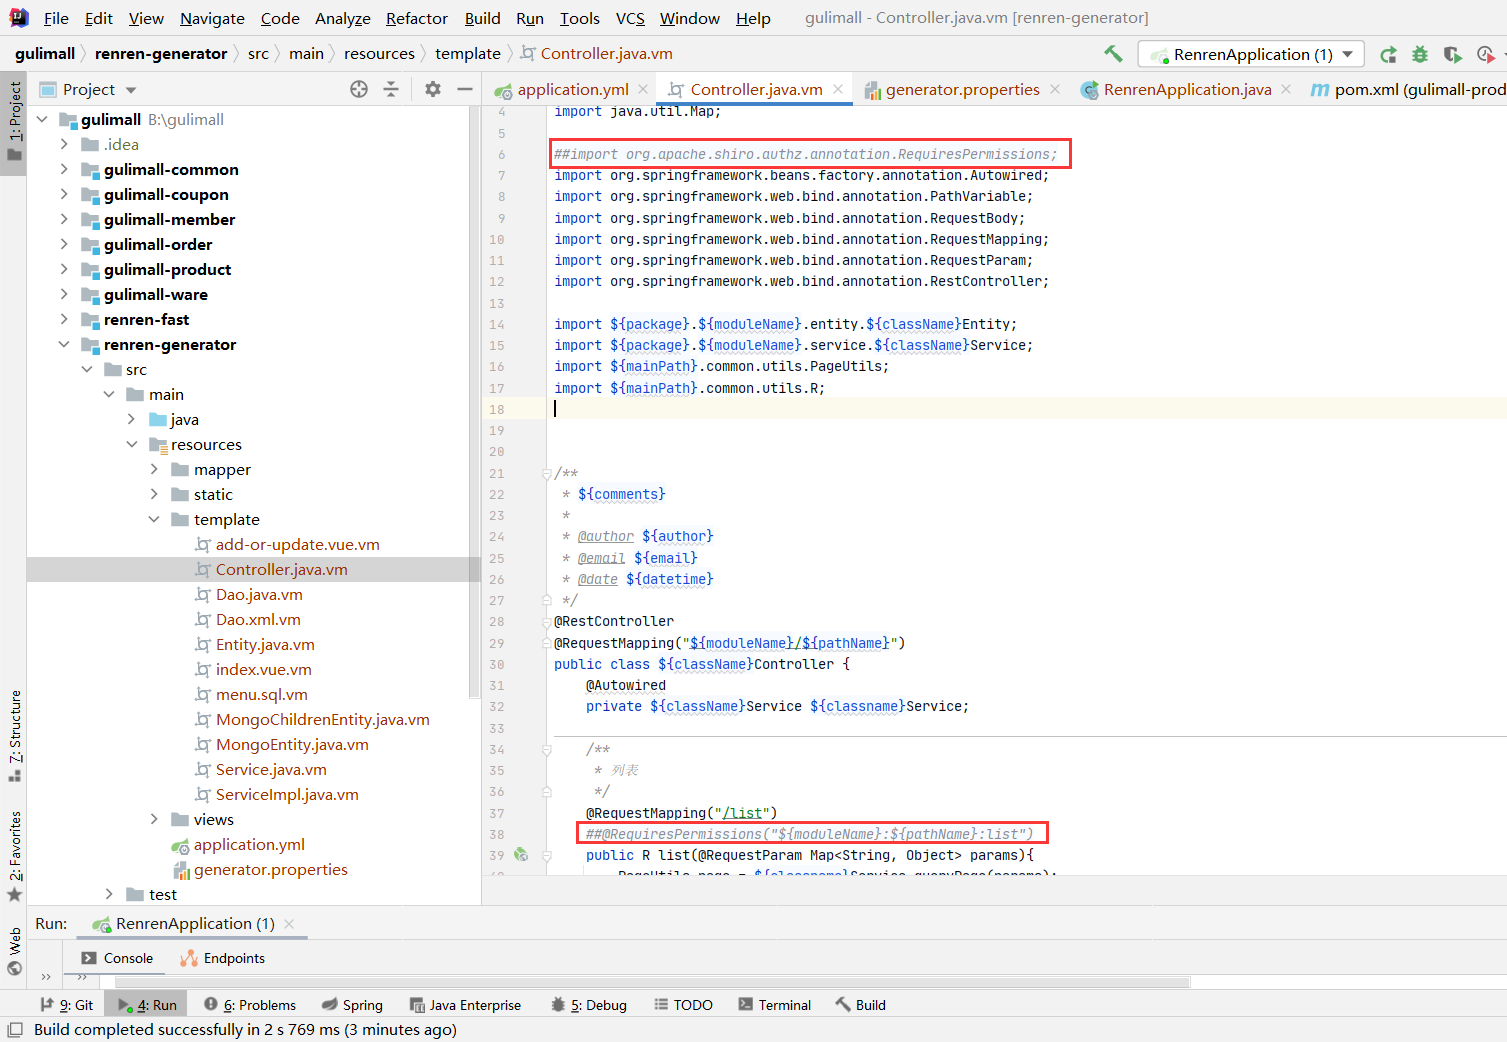 File Edit View Navigate Code Analyze Refactor Build Run Tools VCS Window Help gulimall - Controller.java.vm [renren-generator]
gulimall renren-generator src main resources template Controller.java.vm RenrenApplication (1)
1: Project
Project
application.yml Controller.java.vm generator.properties RenrenApplication.java pom.xml (gulimall-prod
gulimall B:\gulimall
.idea
gulimall-common
gulimall-coupon
gulimall-member
gulimall-order
gulimall-product
gulimall-ware
renren-fast
renren-generator
src
main
java
resources
mapper
static
template
add-or-update.vue.vm
Controller.java.vm
Dao.java.vm
Dao.xml.vm
Entity.java.vm
index.vue.vm
menu.sql.vm
MongoChildrenEntity.java.vm
MongoEntity.java.vm
Service.java.vm
ServiceImpl.java.vm
views
application.yml
generator.properties
test
4 import java.util.Map;
5
6 ##import org.apache.shiro.authz.annotation.RequiresPermissions;
7 import org.springframework.beans.factory.annotation.Autowired;
8 import org.springframework.web.bind.annotation.PathVariable;
9 import org.springframework.web.bind.annotation.RequestBody;
10 import org.springframework.web.bind.annotation.RequestMapping;
11 import org.springframework.web.bind.annotation.RequestParam;
12 import org.springframework.web.bind.annotation.RestController;
13
14 import ${package}.${moduleName}.entity.${className}Entity;
15 import ${package}.${moduleName}.service.${className}Service;
16 import ${mainPath}.common.utils.PageUtils;
17 import ${mainPath}.common.utils.R;
18
19
20
21 /**
22 * ${comments}
23 *
24 * @author ${author}
25 * @email ${email}
26 * @date ${datetime}
27 */
28 @RestController
29 @RequestMapping("${moduleName}/${pathName}")
30 public class ${className}Controller {
31 @Autowired
32 private ${className}Service ${classname}Service;
33
34 /**
35 * 列表
36 */
37 @RequestMapping("/list")
38 ##@RequiresPermissions("${moduleName}:${pathName}:list")
39 public R list(@RequestParam Map<String, Object> params){
PageUtils page = ${classname}Service.queryPage(params);
7: Structure
2: Favorites
Web
Run: RenrenApplication (1)
Console Endpoints
9: Git 4: Run 6: Problems Spring Java Enterprise 5: Debug TODO Terminal Build
Build completed successfully in 2 s 769 ms (3 minutes ago)